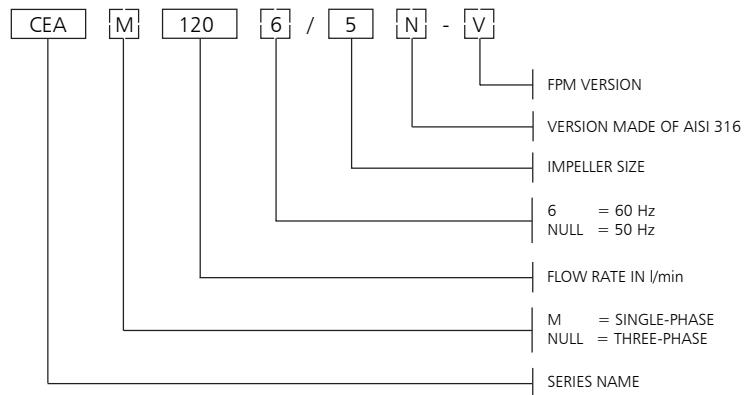 CEA M 120 6 / 5 N - V
FPM VERSION
VERSION MADE OF AISI 316
IMPELLER SIZE
6 = 60 Hz
NULL = 50 Hz
FLOW RATE IN l/min
M = SINGLE-PHASE
NULL = THREE-PHASE
SERIES NAME